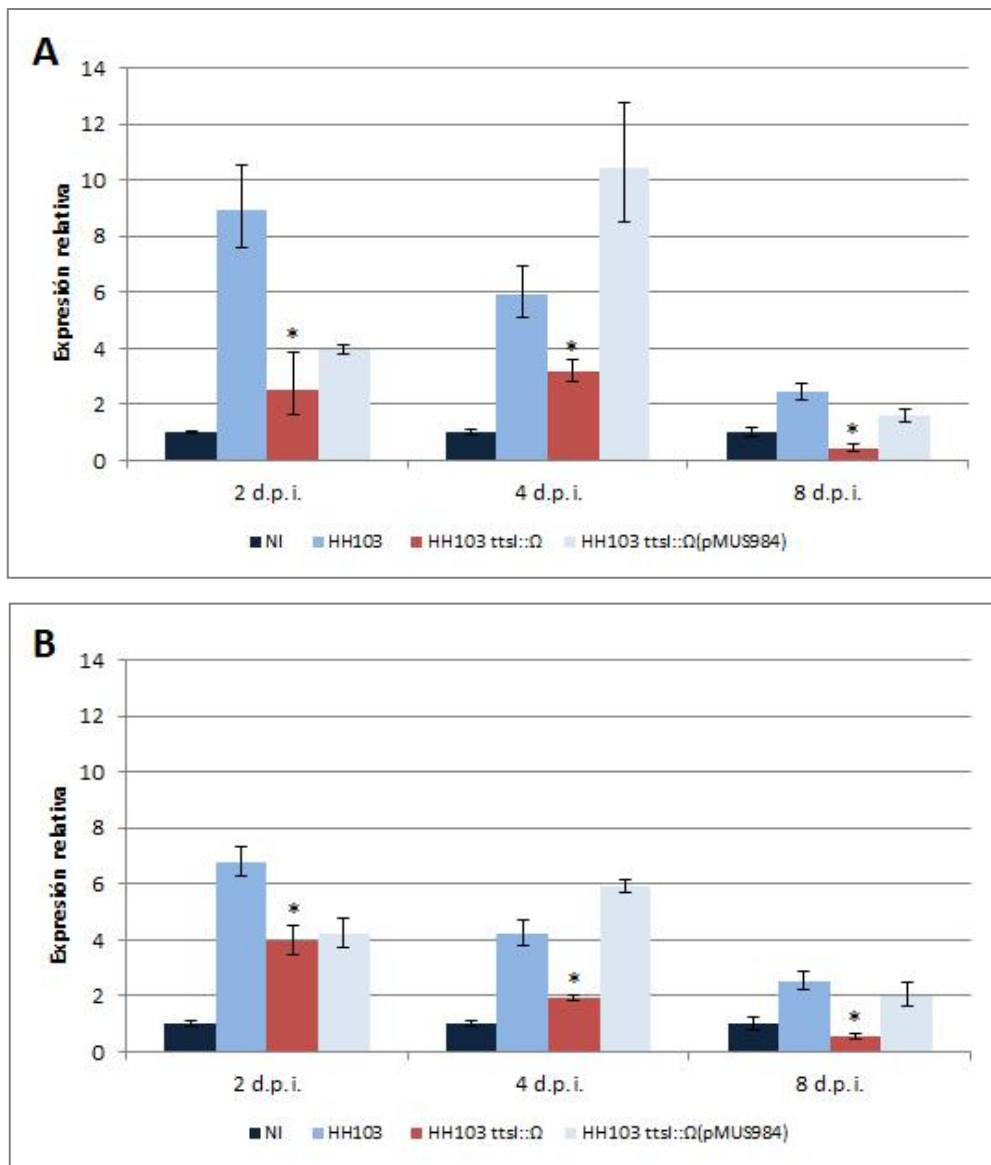 A
Expresión relativa
14
12
10
8
6
4
2
0
*
*
*
2 d.p.i.
4 d.p.i.
8 d.p.i.
NI
HH103
HH103 ttsI::Ω
HH103 ttsI::Ω(pMUS984)
B
Expresión relativa
14
12
10
8
6
4
2
0
*
*
*
2 d.p.i.
4 d.p.i.
8 d.p.i.
NI
HH103
HH103 ttsI::Ω
HH103 ttsI::Ω(pMUS984)